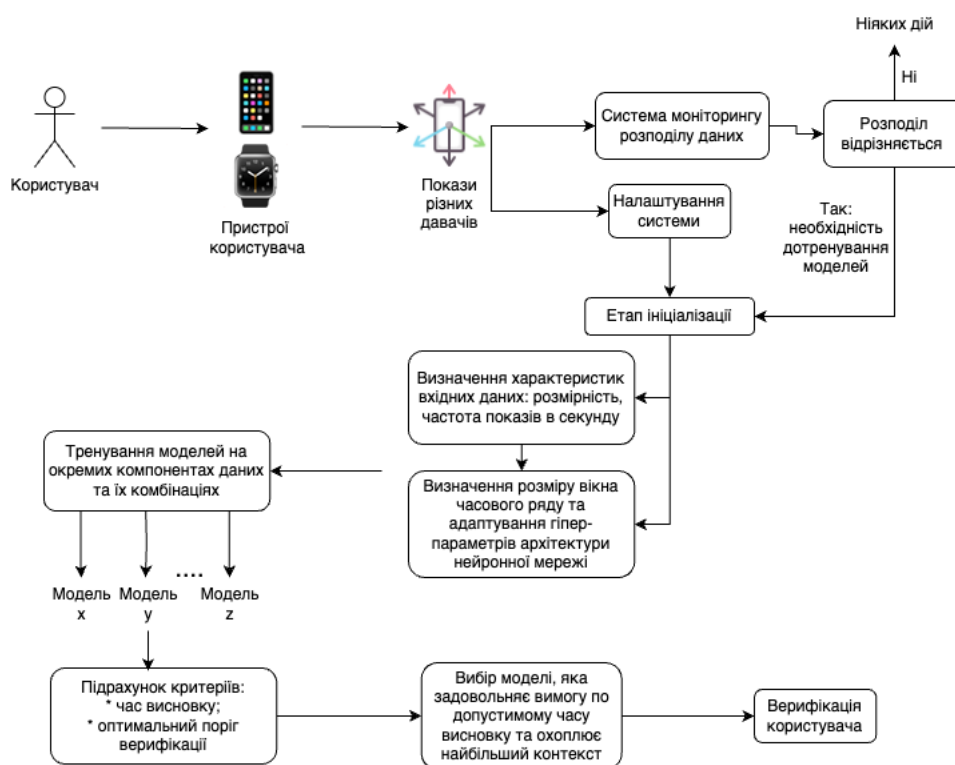 Ніяких дій
Ні
Користувач
Пристрої
користувача
Покази
різних
давачів
Система моніторингу
розподілу даних
Розподіл
відрізняється
Налаштування
системи
Так:
необхідність
дотренування
моделей
Етап ініціалізації
Визначення характеристик
вхідних даних: розмірність,
частота показів в секунду
Визначення розміру вікна
часового ряду та
адаптування гіпер-
параметрів архітектури
нейронної мережі
Тренування моделей на
окремих компонентах даних
та їх комбінаціях
Модель
x
Модель
y
....
Модель
z
Підрахунок критеріїв:
* час висновку;
* оптимальний поріг
верифікації
Вибір моделі, яка
задовольняє вимогу по
допустимому часу
висновку та охоплює
найбільший контекст
Верифікація
користувача